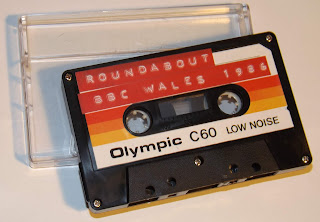 ROUNDABOUT
BBC WALES 1986
Olympic C60 LOW NOISE